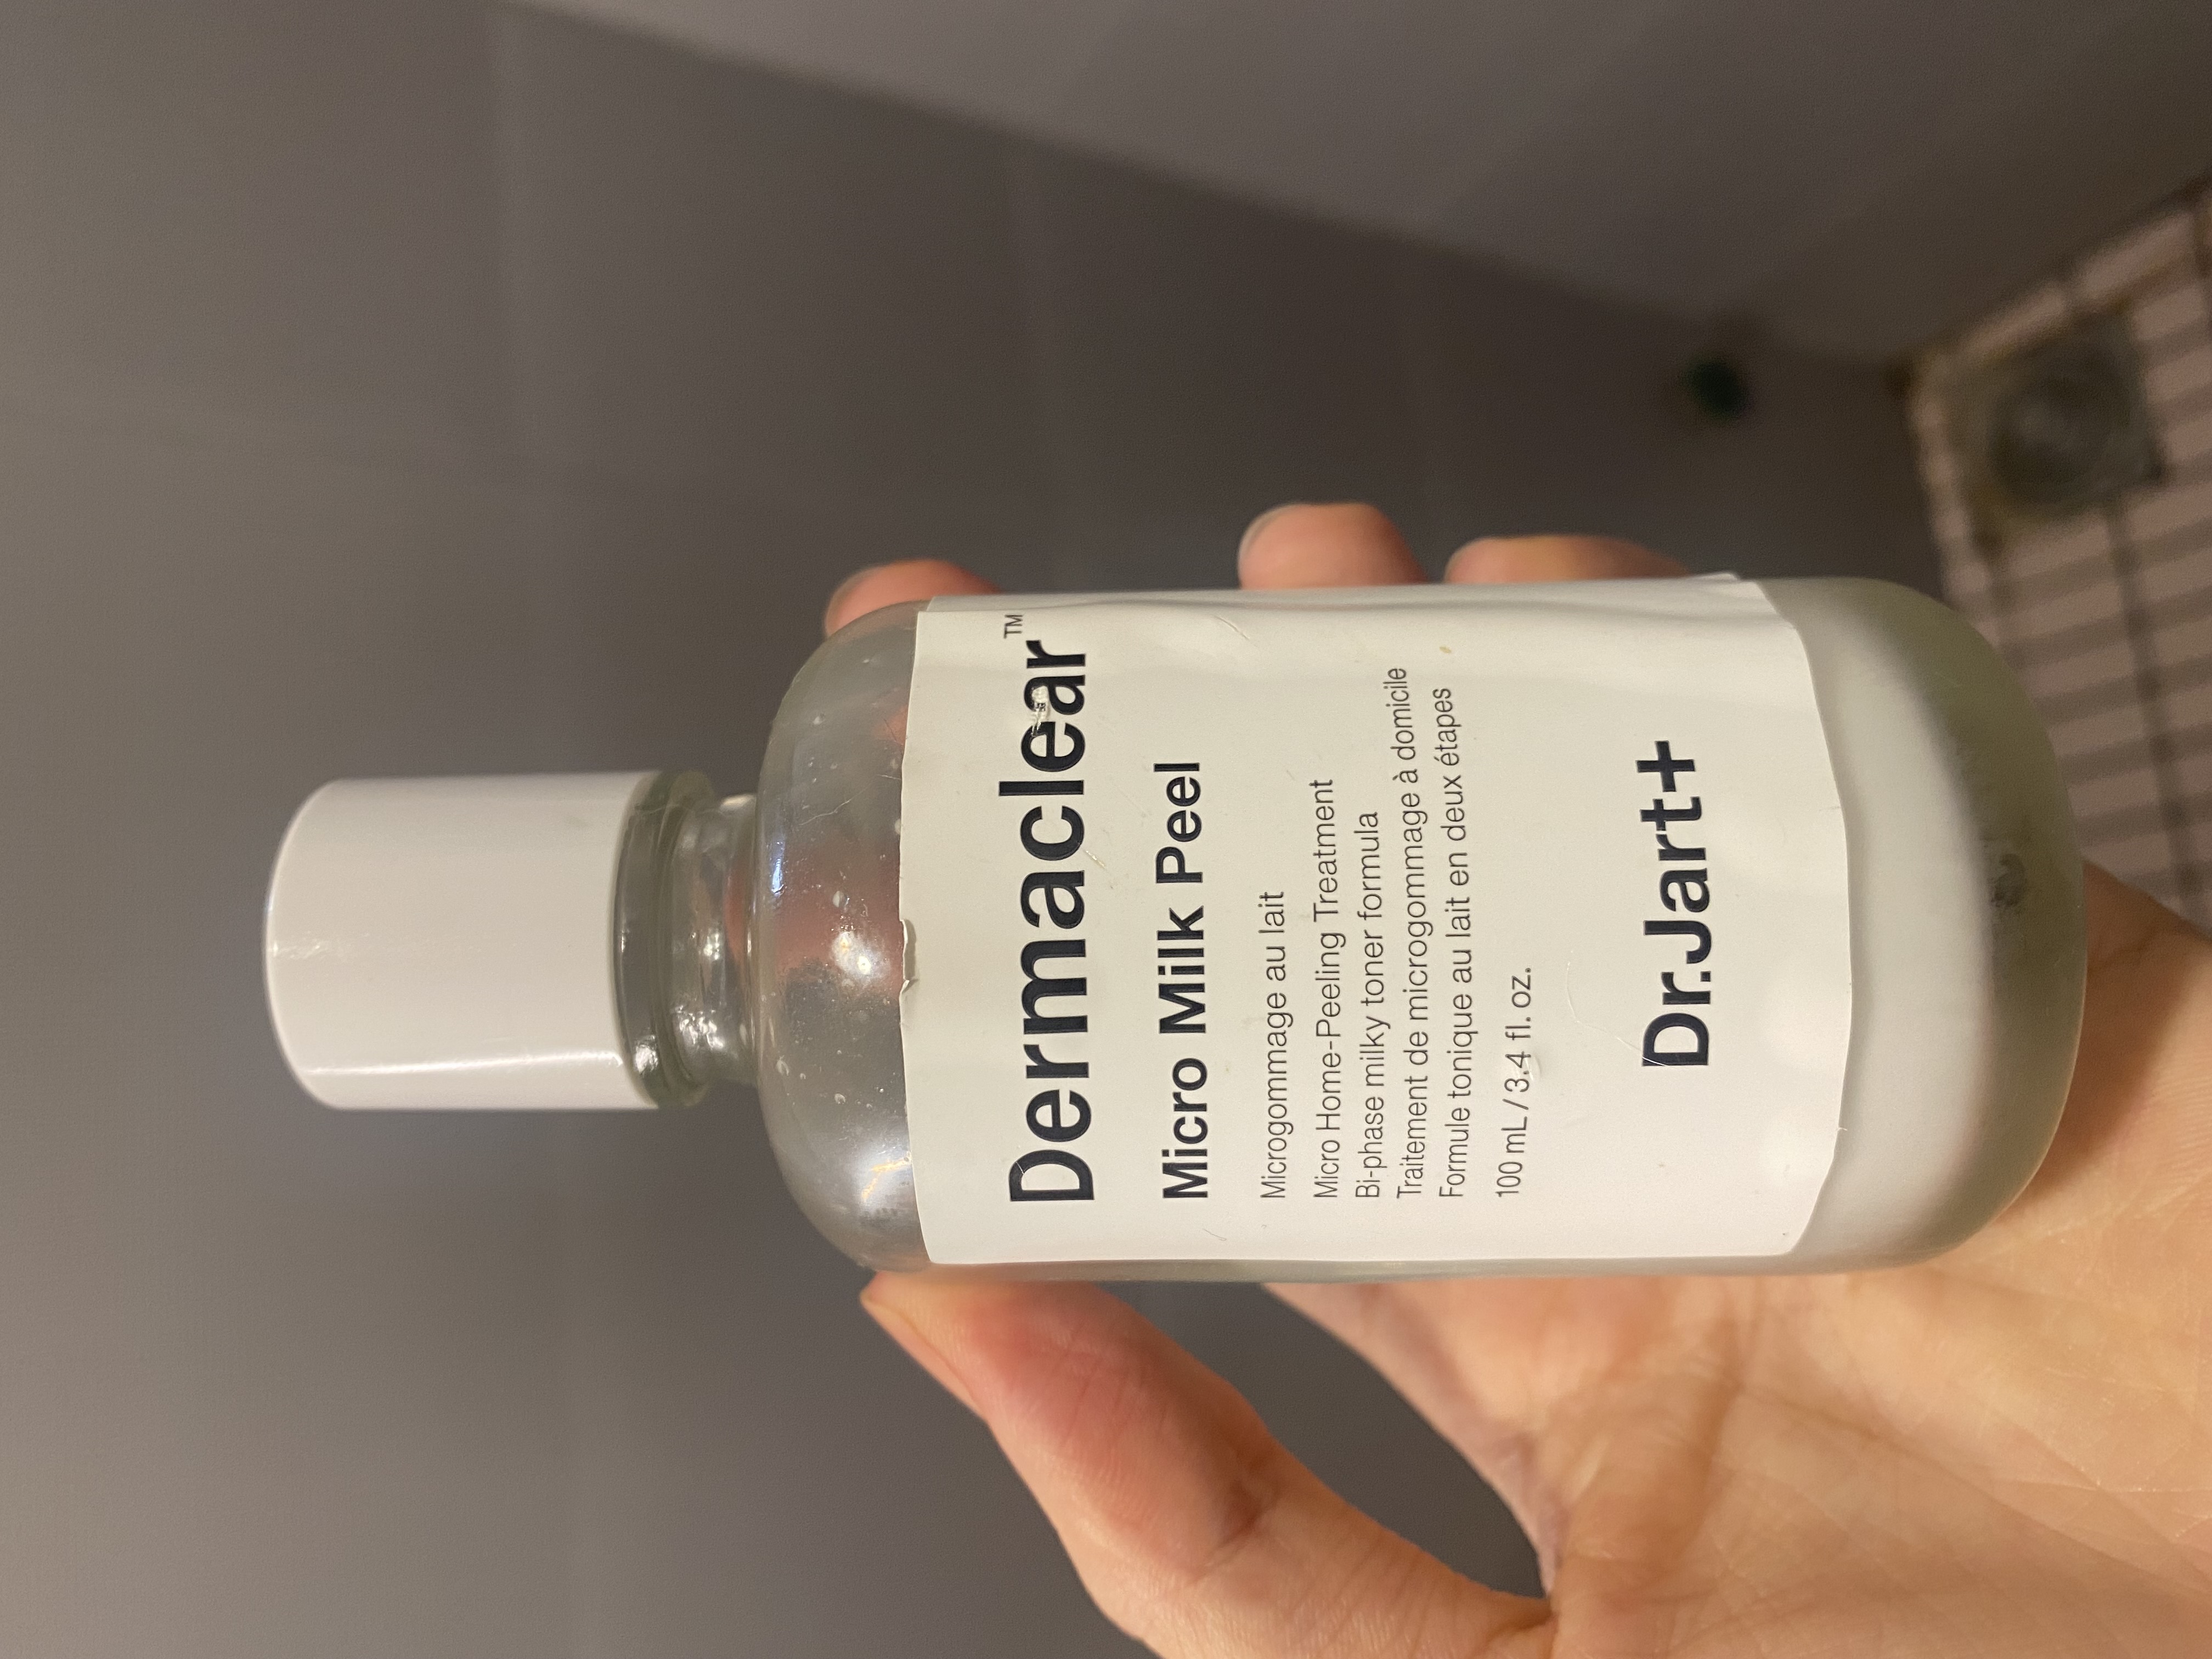 Dermaclear™
Micro Milk Peel
Microgommage au lait
Micro Home-Peeling Treatment
Bi-phase milky toner formula
Traitement de microgommage à domicile
Formule tonique au lait en deux étapes
100 mL / 3.4 fl. oz.
Dr.Jart+